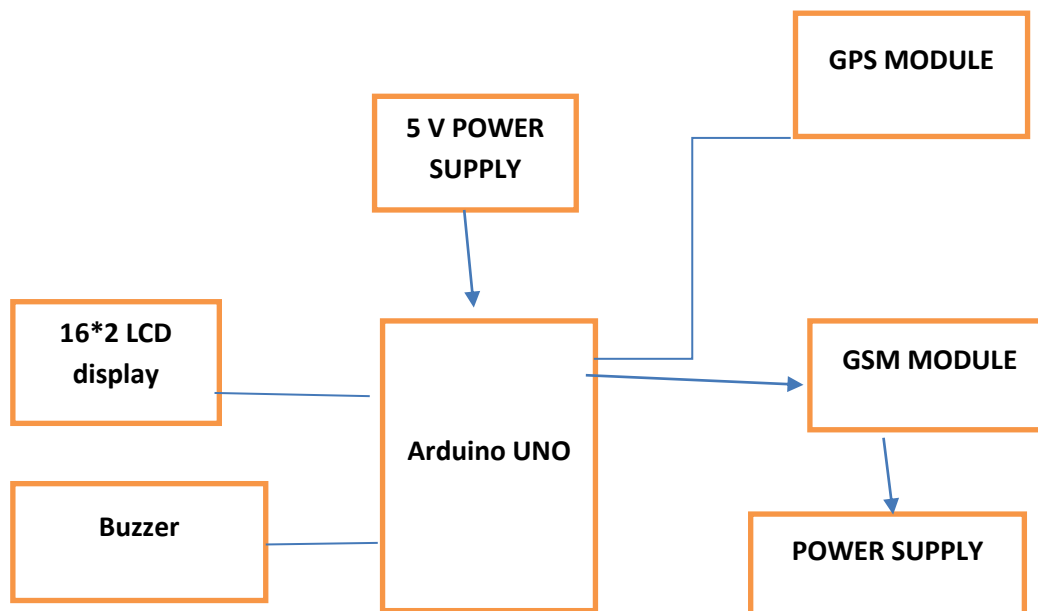 GPS MODULE
5 V POWER
SUPPLY
16*2 LCD
display
GSM MODULE
Arduino UNO
Buzzer
POWER SUPPLY